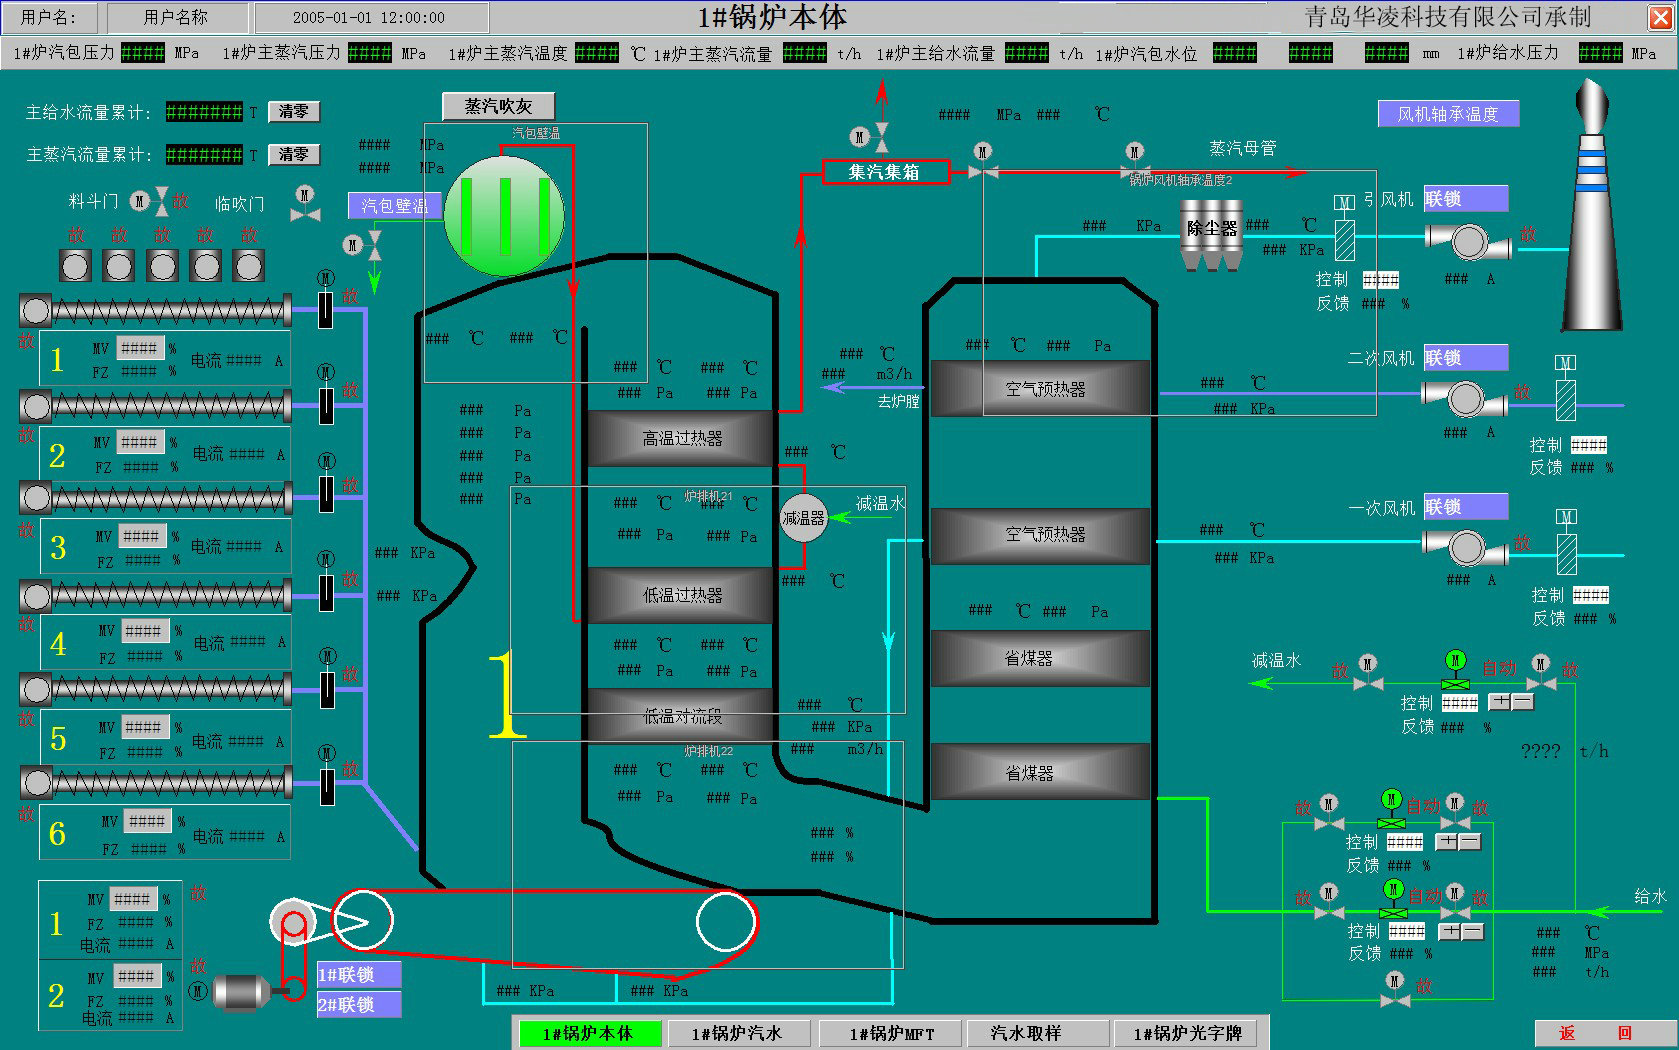 用户名: 用户名称 2005-01-01 12:00:00 1#锅炉本体 青岛华凌科技有限公司承制
1#炉汽包压力 #### MPa 1#炉主蒸汽压力 #### MPa 1#炉主蒸汽温度 #### ℃ 1#炉主蒸汽流量 #### t/h 1#炉主给水流量 #### t/h 1#炉汽包水位 #### #### #### mm 1#炉给水压力 #### MPa
主给水流量累计: ####### T 清零
主蒸汽流量累计: ####### T 清零
料斗门 M 故 临吹门 M
故 故 故 故 故
M 故
故
1 MV #### % 电流 #### A
FZ #### %
M 故
故
2 MV #### % 电流 #### A
FZ #### %
M 故
故
3 MV #### % 电流 #### A
FZ #### %
M 故
故
4 MV #### % 电流 #### A
FZ #### %
M 故
故
5 MV #### % 电流 #### A
FZ #### %
M 故
故
6 MV #### % 电流 #### A
FZ #### %
1 MV #### % 故
FZ #### %
电流 #### A
2 MV #### % 故
FZ #### %
电流 #### A
M
1#联锁
2#联锁
蒸汽吹灰
汽包壁温
#### MPa
#### MPa
汽包壁温
M
### ℃ ### ℃
### Pa
### Pa
### Pa
### Pa
### Pa
### KPa
### KPa
### ℃ ### ℃
### Pa ### Pa
高温过热器
炉排机21
### ℃ ### ℃
### Pa ### Pa
低温过热器
### ℃ ### ℃
### Pa ### Pa
低温对流段
炉排机22
### ℃ ### ℃
### Pa ### Pa
1
### KPa ### KPa
M
集汽集箱
#### MPa ### ℃
M M
蒸汽母管
锅炉风机轴承温度2
### ℃
### m3/h
去炉膛
### ℃
减温器
减温水
### ℃
### ℃
### KPa
### m3/h
### %
### %
### ℃ ### Pa
空气预热器
空气预热器
### ℃ ### Pa
省煤器
省煤器
风机轴承温度
### KPa
除尘器
### ℃
### KPa
M 引风机 联锁
故
### A
控制 ####
反馈 ### %
二次风机 联锁
M
故
### ℃
### KPa
### A
控制 ####
反馈 ### %
一次风机 联锁
M
故
### ℃
### KPa
### A
控制 ####
反馈 ### %
减温水 故 M M 自动 M 故
控制 #### + -
反馈 ### %
???? t/h
故 M M 自动 M 故
控制 #### + -
反馈 ### %
故 M M 自动 M 故
控制 #### + -
反馈 ### %
M 故
给水
### ℃
### MPa
### t/h
1#锅炉本体 1#锅炉汽水 1#锅炉MFT 汽水取样 1#锅炉光字牌 返 回